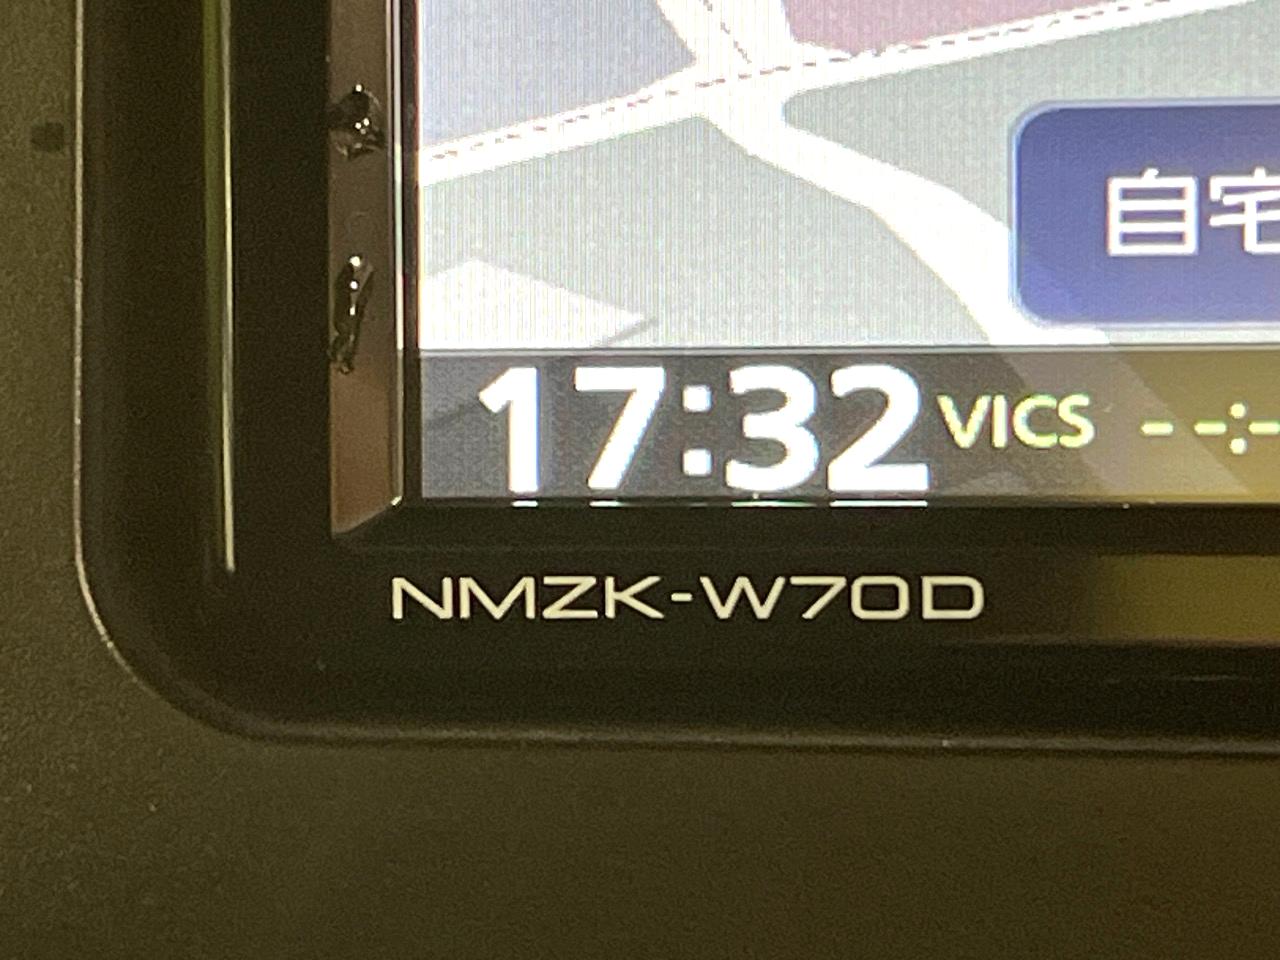 自宅
17:32 VICS --:-
NMZK-W70D